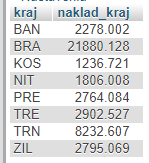 kraj naklad_kraj
BAN 2278.002
BRA 21880.128
KOS 1236.721
NIT 1806.008
PRE 2764.084
TRE 2902.527
TRN 8232.607
ZIL 2795.069